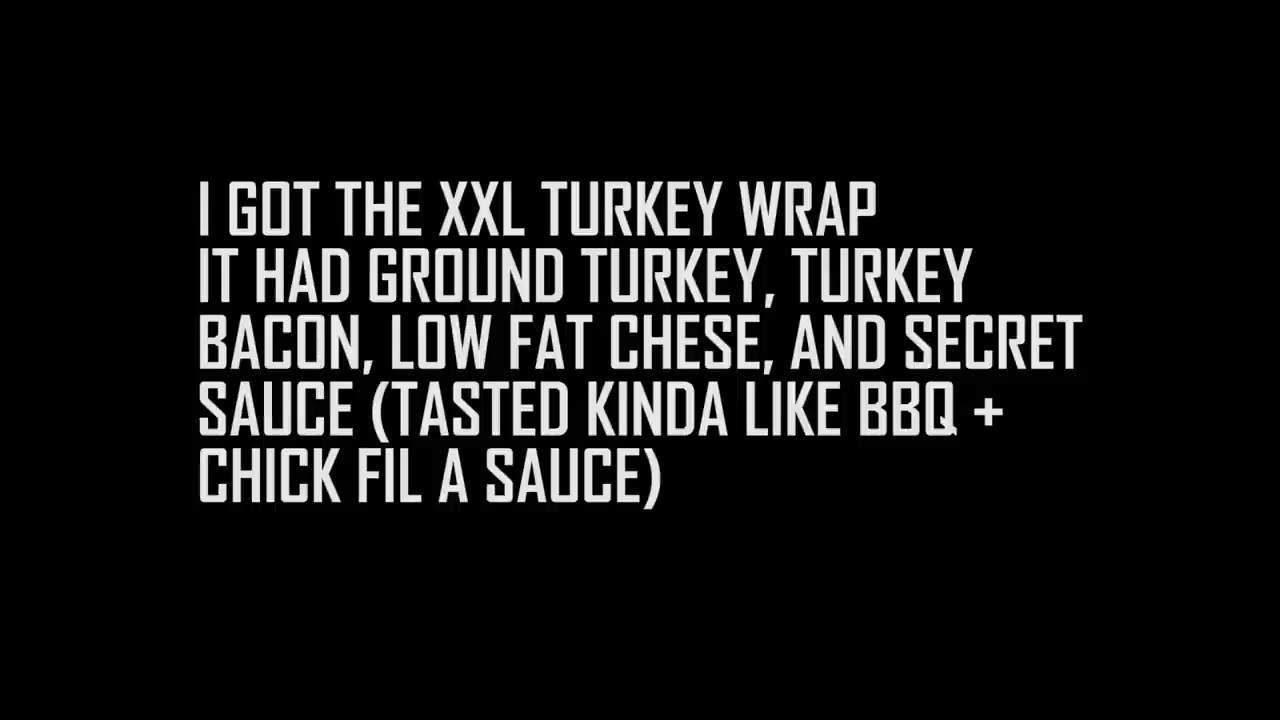 I GOT THE XXL TURKEY WRAP
IT HAD GROUND TURKEY, TURKEY
BACON, LOW FAT CHESE, AND SECRET
SAUCE (TASTED KINDA LIKE BBQ +
CHICK FIL A SAUCE)